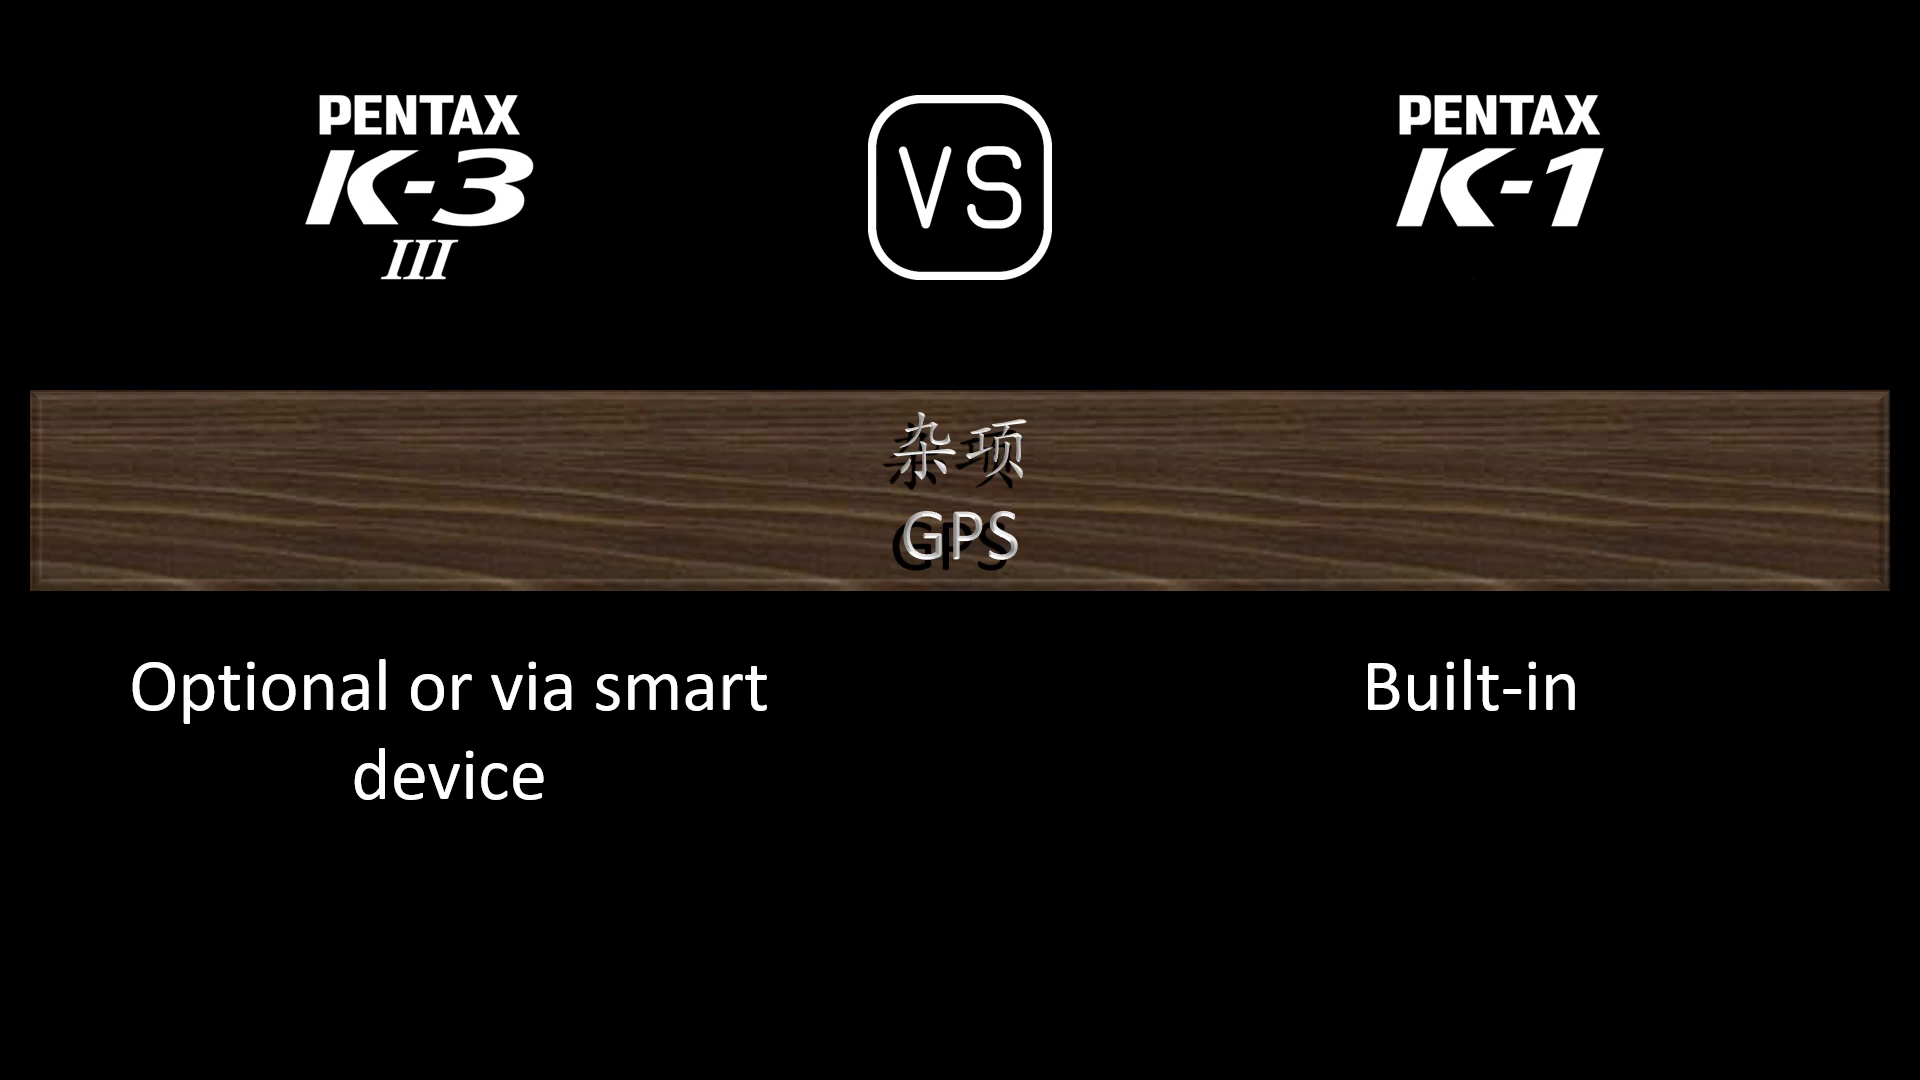 PENTAX
K-3
III
VS
PENTAX
K-1
杂项
GPS
Optional or via smart
device
Built-in